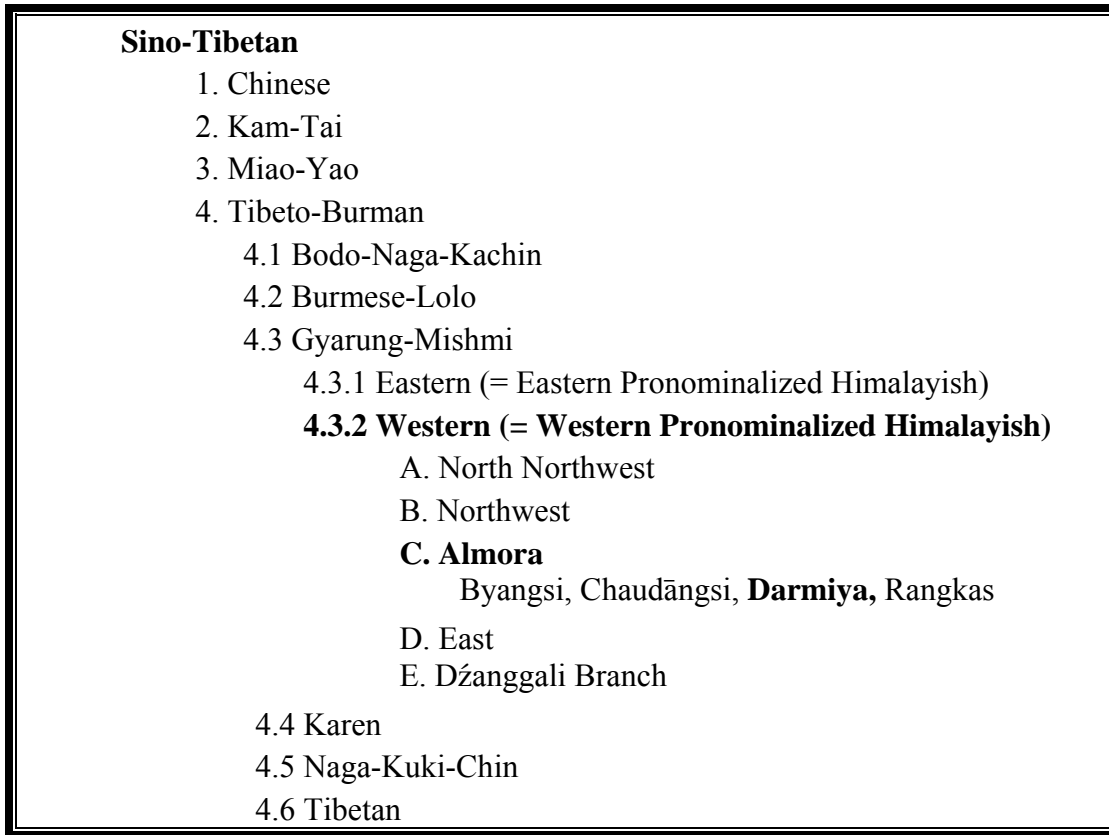 Sino-Tibetan
1. Chinese
2. Kam-Tai
3. Miao-Yao
4. Tibeto-Burman
4.1 Bodo-Naga-Kachin
4.2 Burmese-Lolo
4.3 Gyarung-Mishmi
4.3.1 Eastern (= Eastern Pronominalized Himalayish)
4.3.2 Western (= Western Pronominalized Himalayish)
A. North Northwest
B. Northwest
C. Almora
Byangsi, Chaudāngsi, Darmiya, Rangkas
D. East
E. Dźanggali Branch
4.4 Karen
4.5 Naga-Kuki-Chin
4.6 Tibetan